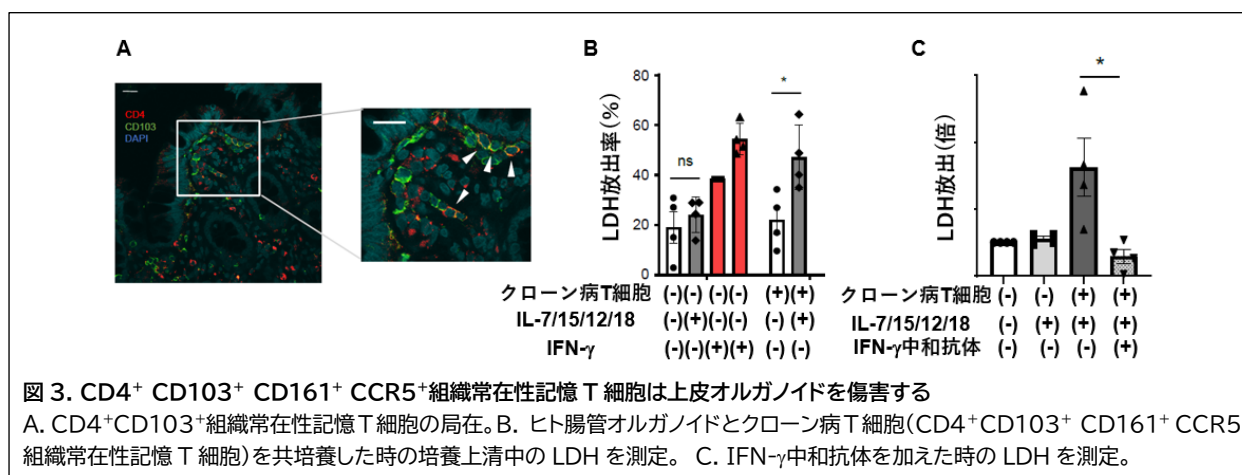 A
CD4
CD103
DAPI
B
LDH放出率(%)
80
60
40
20
0
ns
*
クローン病T細胞 (-)(-)(-)(-) (+)(+)
IL-7/15/12/18 (-)(+)(-)(-) (-)(+)
IFN-γ (-)(-)(+)(+) (-)(-)
C
LDH放出(倍)
*
クローン病T細胞 (-) (-) (+) (+)
IL-7/15/12/18 (-) (+) (+) (+)
IFN-γ中和抗体 (-) (-) (-) (+)
図 3. CD4⁺ CD103⁺ CD161⁺ CCR5⁺組織常在性記憶 T 細胞は上皮オルガノイドを傷害する
A. CD4⁺CD103⁺組織常在性記憶T細胞の局在。B. ヒト腸管オルガノイドとクローン病T細胞(CD4⁺CD103⁺ CD161⁺ CCR5
組織常在性記憶 T 細胞)を共培養した時の培養上清中の LDH を測定。 C. IFN-γ中和抗体を加えた時の LDH を測定。